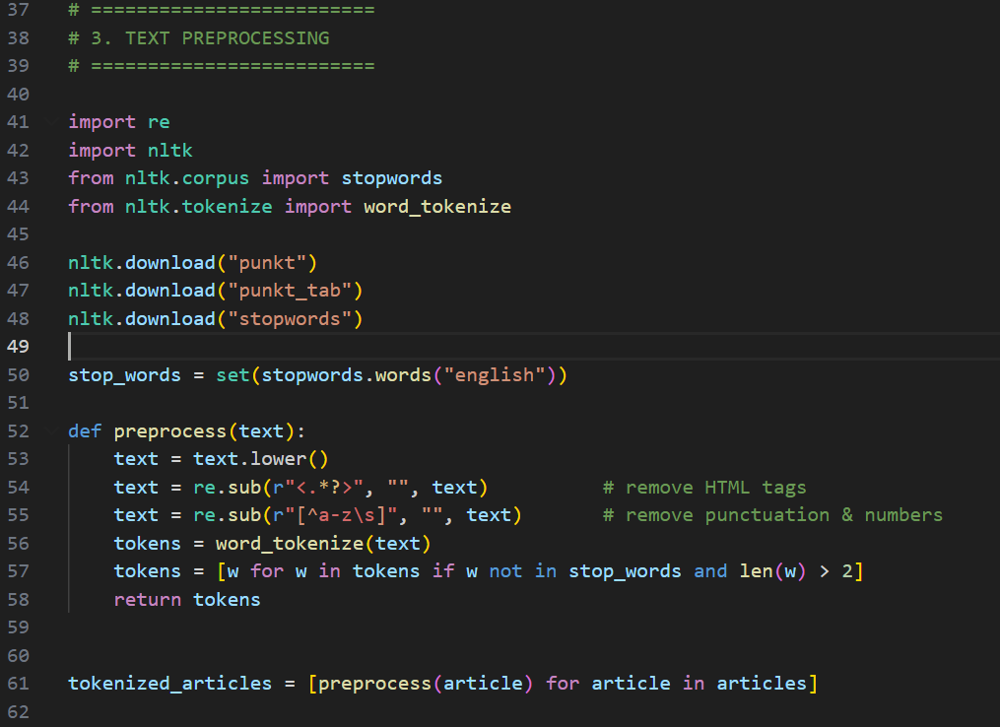 37 # =========================
38 # 3. TEXT PREPROCESSING
39 # =========================
40
41 import re
42 import nltk
43 from nltk.corpus import stopwords
44 from nltk.tokenize import word_tokenize
45
46 nltk.download("punkt")
47 nltk.download("punkt_tab")
48 nltk.download("stopwords")
49
50 stop_words = set(stopwords.words("english"))
51
52 def preprocess(text):
53     text = text.lower()
54     text = re.sub(r"<.*?>", "", text)          # remove HTML tags
55     text = re.sub(r"[^a-z\s]", "", text)       # remove punctuation & numbers
56     tokens = word_tokenize(text)
57     tokens = [w for w in tokens if w not in stop_words and len(w) > 2]
58     return tokens
59
60
61 tokenized_articles = [preprocess(article) for article in articles]
62